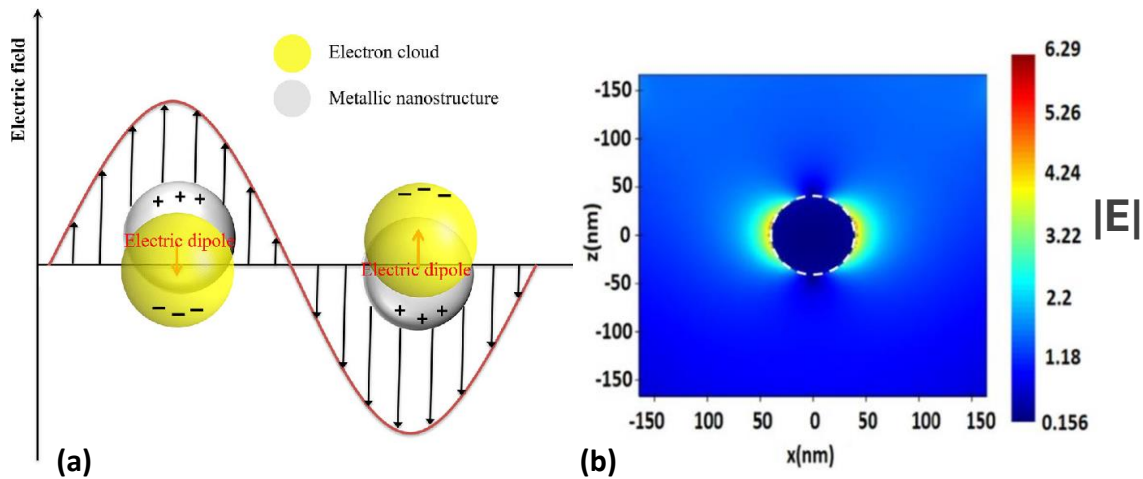 Electric field
Electron cloud
Metallic nanostructure
+ + +
Electric dipole
− − −
− − −
Electric dipole
+ + +
(a)
-150
-100
-50
0
50
-50
-100
-150
z(nm)
-150 100 50 0 50 100 150
x(nm)
6.29
5.26
4.24
3.22
2.2
1.18
0.156
|E|
(b)